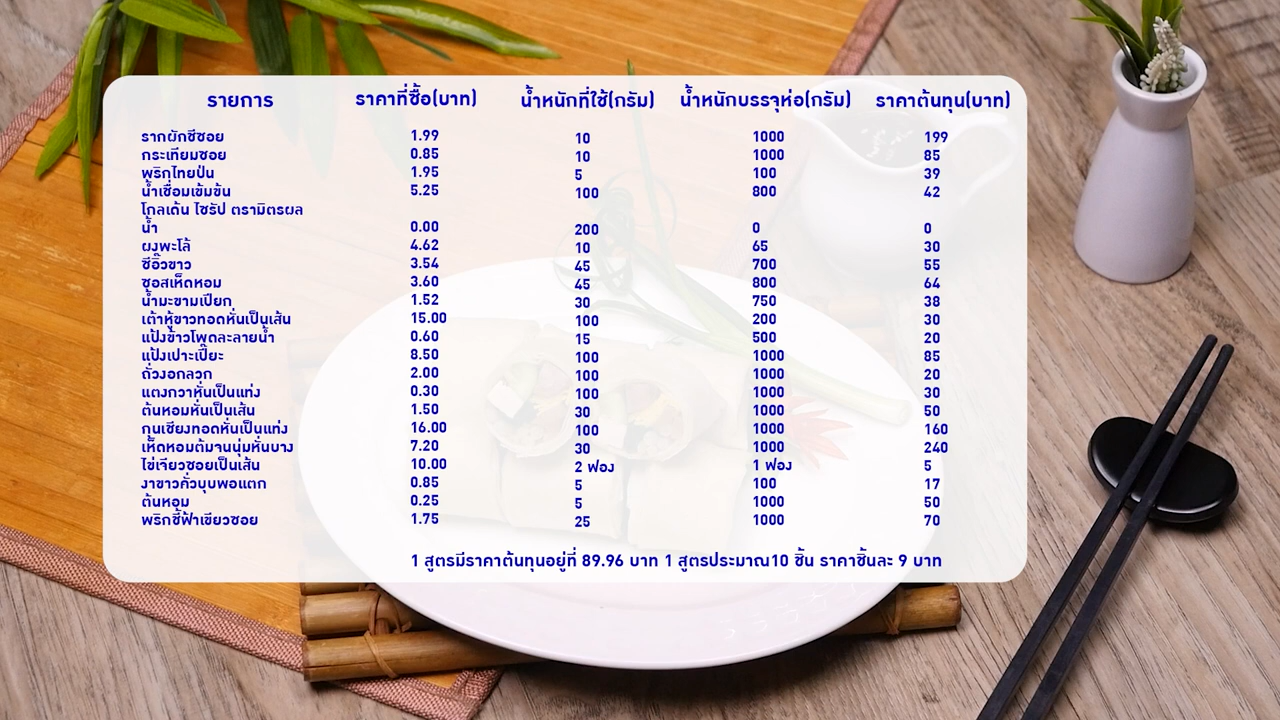 รายการ ราคาที่ซื้อ(บาท) น้ำหนักที่ใช้(กรัม) น้ำหนักบรรจุห่อ(กรัม) ราคาต้นทุน(บาท)
รากผักชีซอย 1.99 10 1000 199
กระเทียมซอย 0.85 10 1000 85
พริกไทยป่น 1.95 5 100 39
น้ำเชื่อมเข้มข้น 5.25 100 800 42
โกลเด้น ไซรัป ตรามิตรผล
น้ำ 0.00 200 0 0
ผงพะโล้ 4.62 10 65 30
ซีอิ๊วขาว 3.54 45 700 55
ซอสเห็ดหอม 3.60 45 800 64
น้ำมะขามเปียก 1.52 30 750 38
เต้าหู้ขาวทอดหั่นเป็นเส้น 15.00 100 200 30
แป้งข้าวโพดละลายน้ำ 0.60 15 500 20
แป้งเปาะเปี๊ยะ 8.50 100 1000 85
ถั่วงอกลวก 2.00 100 1000 20
แตงกวาหั่นเป็นแท่ง 0.30 100 1000 30
ต้นหอมหั่นเป็นเส้น 1.50 30 1000 50
กุนเชียงทอดหั่นเป็นแท่ง 16.00 100 1000 160
เห็ดหอมต้มจนนุ่มหั่นบาง 7.20 30 1000 240
ไข่เจียวซอยเป็นเส้น 10.00 2 ฟอง 1 ฟอง 5
งาขาวคั่วบุบพอแตก 0.85 5 100 17
ต้นหอม 0.25 5 1000 50
พริกชี้ฟ้าเขียวซอย 1.75 25 1000 70
1 สูตรมีราคาต้นทุนอยู่ที่ 89.96 บาท 1 สูตรประมาณ10 ชิ้น ราคาชิ้นละ 9 บาท